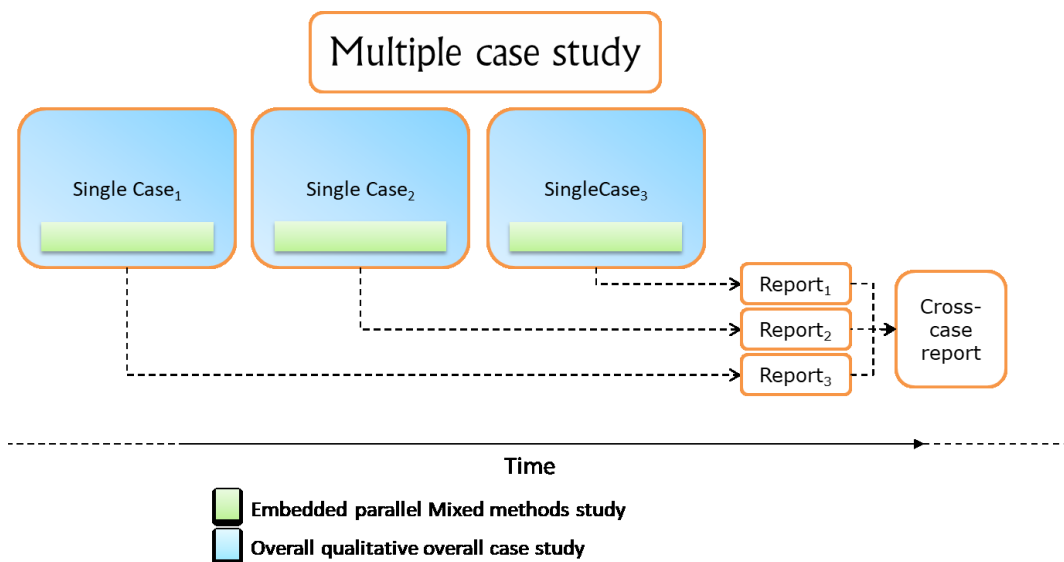 Multiple case study
Single Case₁
Single Case₂
SingleCase₃
Report₁
Report₂
Report₃
Cross-
case
report
Time
Embedded parallel Mixed methods study
Overall qualitative overall case study